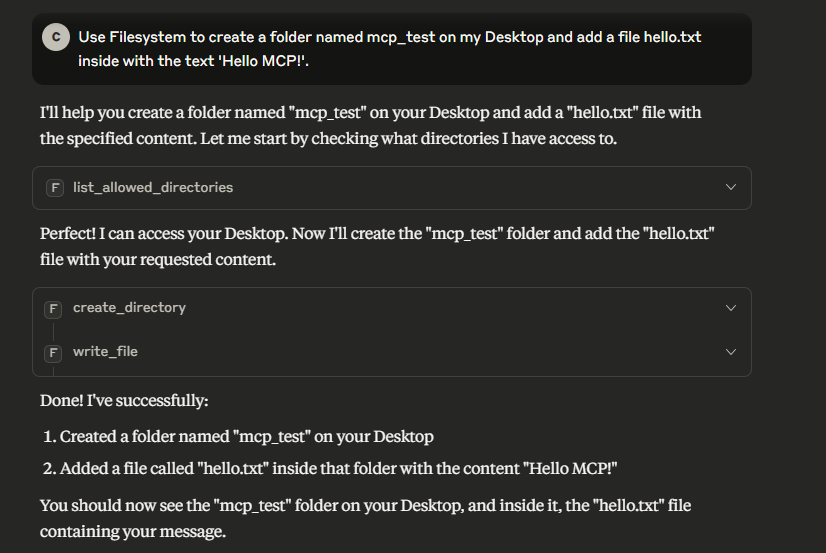 C
Use Filesystem to create a folder named mcp_test on my Desktop and add a file hello.txt
inside with the text 'Hello MCP!'.
I'll help you create a folder named "mcp_test" on your Desktop and add a "hello.txt" file with
the specified content. Let me start by checking what directories I have access to.
F list_allowed_directories
Perfect! I can access your Desktop. Now I'll create the "mcp_test" folder and add the "hello.txt"
file with your requested content.
F create_directory
F write_file
Done! I've successfully:
1. Created a folder named "mcp_test" on your Desktop
2. Added a file called "hello.txt" inside that folder with the content "Hello MCP!"
You should now see the "mcp_test" folder on your Desktop, and inside it, the "hello.txt" file
containing your message.